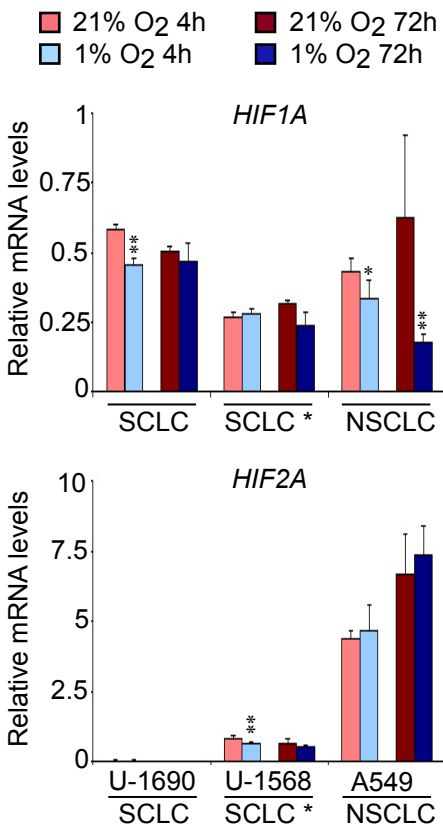 21% O2 4h 21% O2 72h
1% O2 4h 1% O2 72h
HIF1A
Relative mRNA levels
1
0.75
0.5
0.25
0
**
*
**
SCLC SCLC * NSCLC
HIF2A
Relative mRNA levels
10
7.5
5
2.5
0
**
U-1690 U-1568 A549
SCLC SCLC * NSCLC